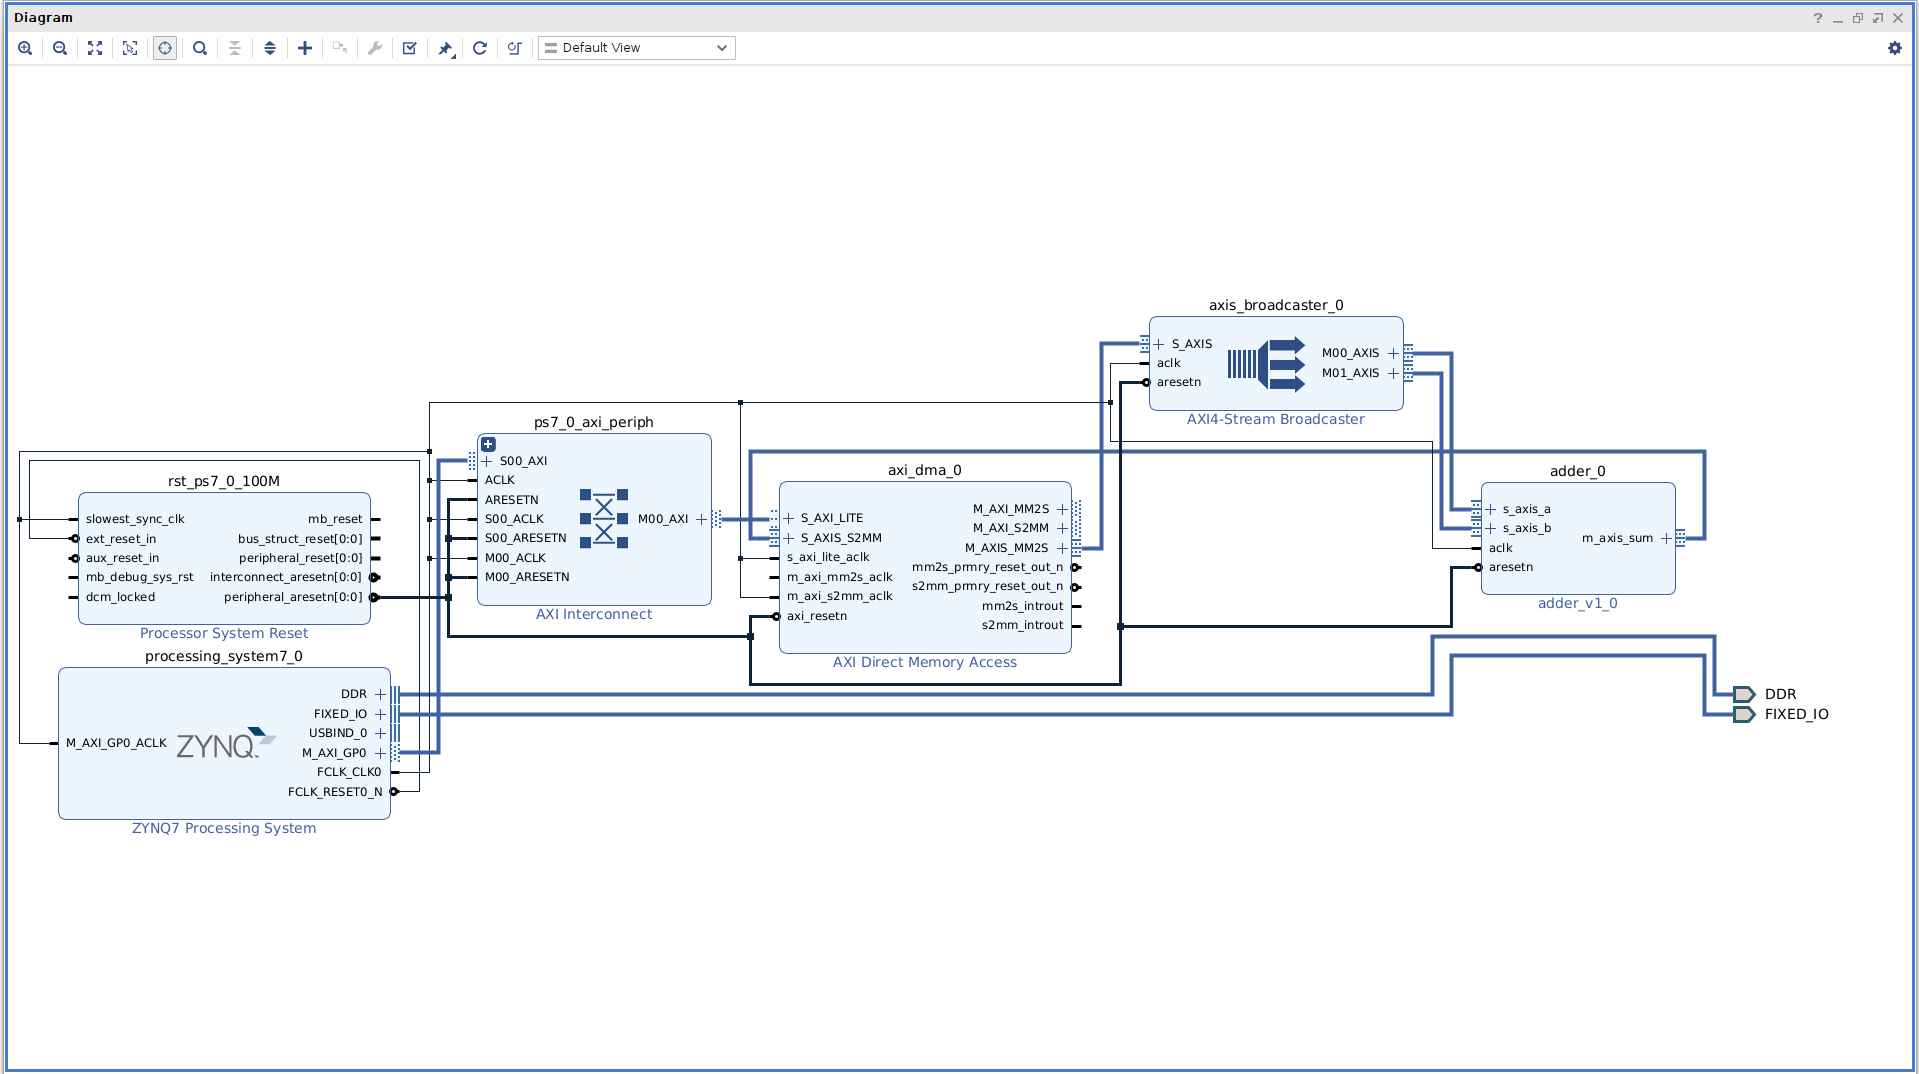 Diagram
?
Default View
axis_broadcaster_0
S_AXIS
aclk
aresetn
M00_AXIS
M01_AXIS
AXI4-Stream Broadcaster
ps7_0_axi_periph
S00_AXI
ACLK
ARESETN
S00_ACLK
S00_ARESETN
M00_ACLK
M00_ARESETN
M00_AXI
AXI Interconnect
rst_ps7_0_100M
slowest_sync_clk
ext_reset_in
aux_reset_in
mb_debug_sys_rst
dcm_locked
mb_reset
bus_struct_reset[0:0]
peripheral_reset[0:0]
interconnect_aresetn[0:0]
peripheral_aresetn[0:0]
Processor System Reset
axi_dma_0
S_AXI_LITE
S_AXIS_S2MM
s_axi_lite_aclk
m_axi_mm2s_aclk
m_axi_s2mm_aclk
axi_resetn
M_AXI_MM2S
M_AXI_S2MM
M_AXIS_MM2S
mm2s_prmry_reset_out_n
s2mm_prmry_reset_out_n
mm2s_introut
s2mm_introut
AXI Direct Memory Access
adder_0
s_axis_a
s_axis_b
aclk
aresetn
m_axis_sum
adder_v1_0
processing_system7_0
M_AXI_GP0_ACLK
ZYNQ
DDR
FIXED_IO
USBIND_0
M_AXI_GP0
FCLK_CLK0
FCLK_RESET0_N
ZYNQ7 Processing System
DDR
FIXED_IO